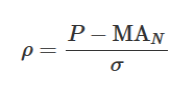 ρ = (P − MA_N) / σ